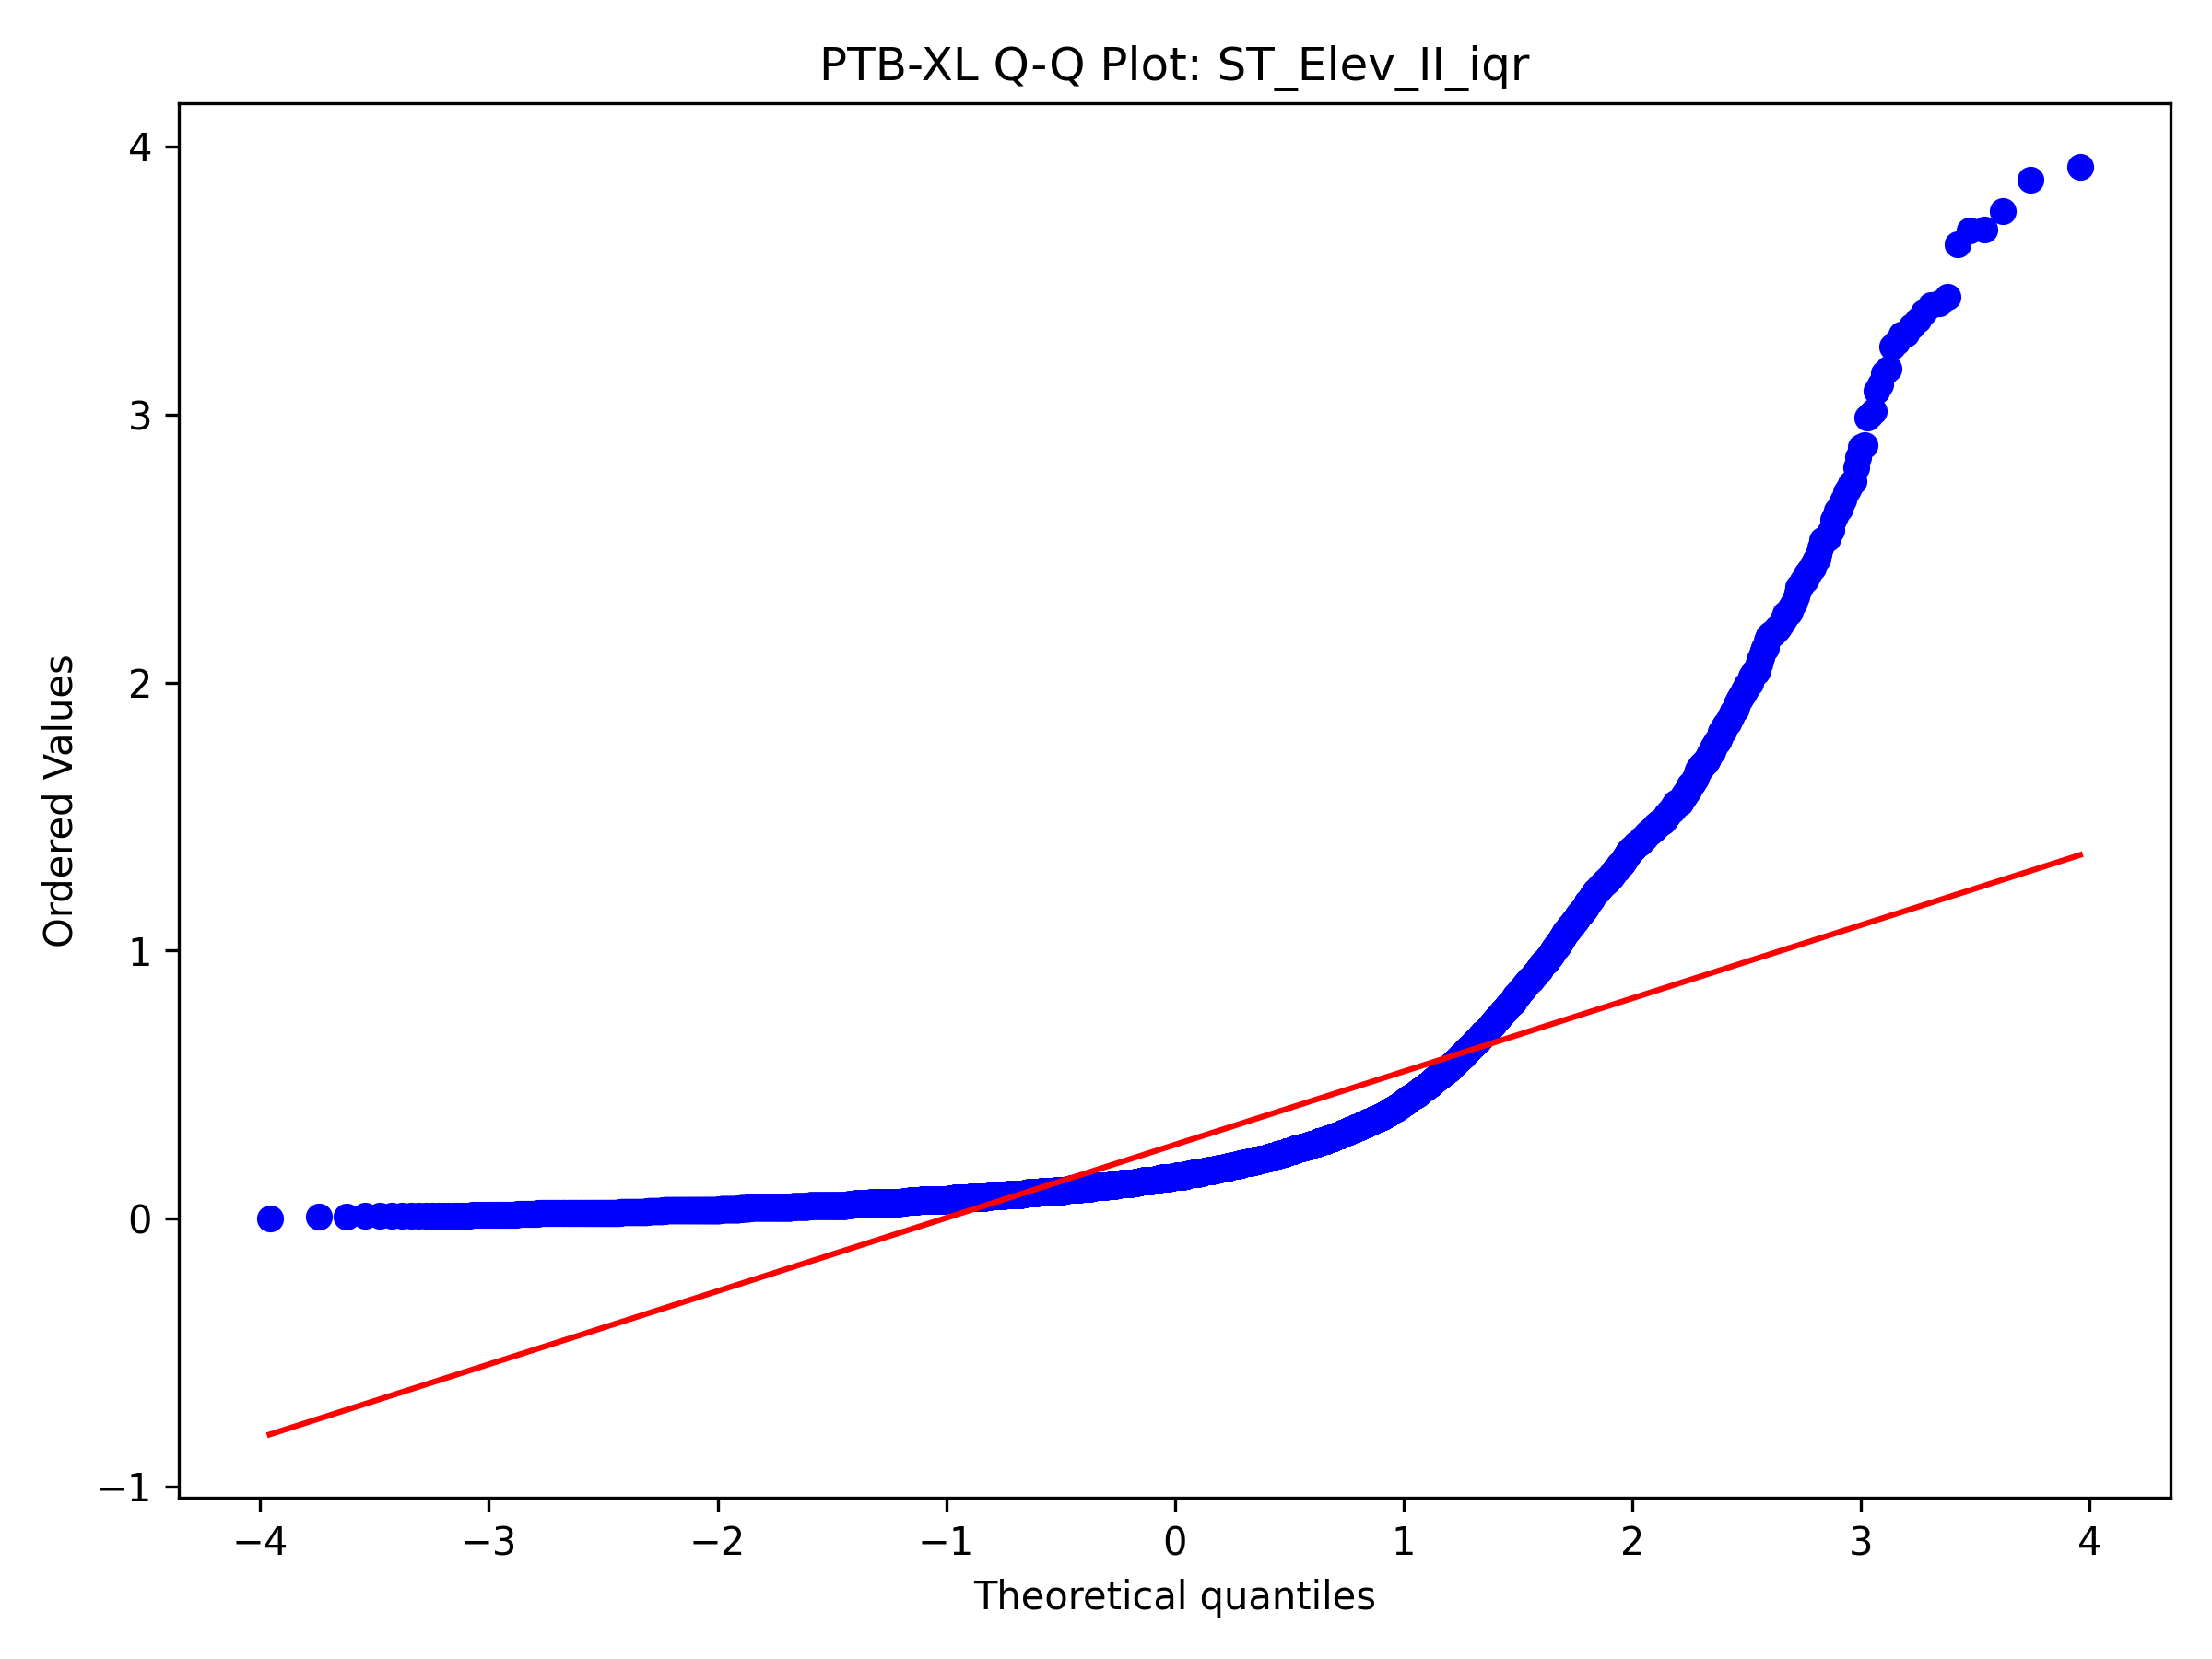 PTB-XL Q-Q Plot: ST_Elev_II_iqr
4
3
2
1
0
−1
Ordered Values
−4 −3 −2 −1 0 1 2 3 4
Theoretical quantiles